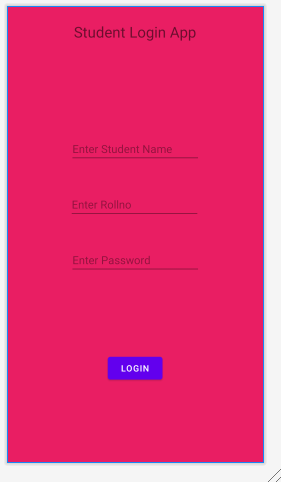 Student Login App
Enter Student Name
Enter Rollno
Enter Password
LOGIN